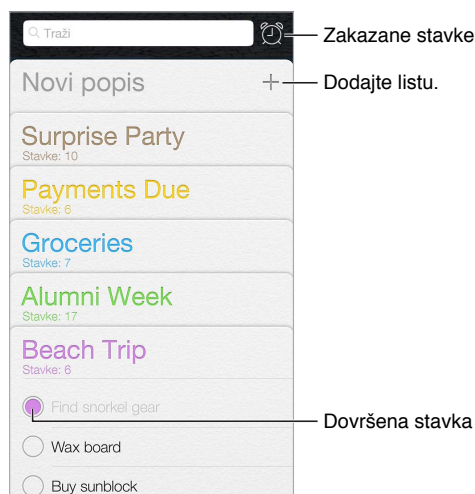 Traži
Zakazane stavke
Novi popis
Dodajte listu.
Surprise Party
Stavke: 10
Payments Due
Stavke: 6
Groceries
Stavke: 7
Alumni Week
Stavke: 17
Beach Trip
Stavke: 6
Find snorkel gear
Dovršena stavka
Wax board
Buy sunblock